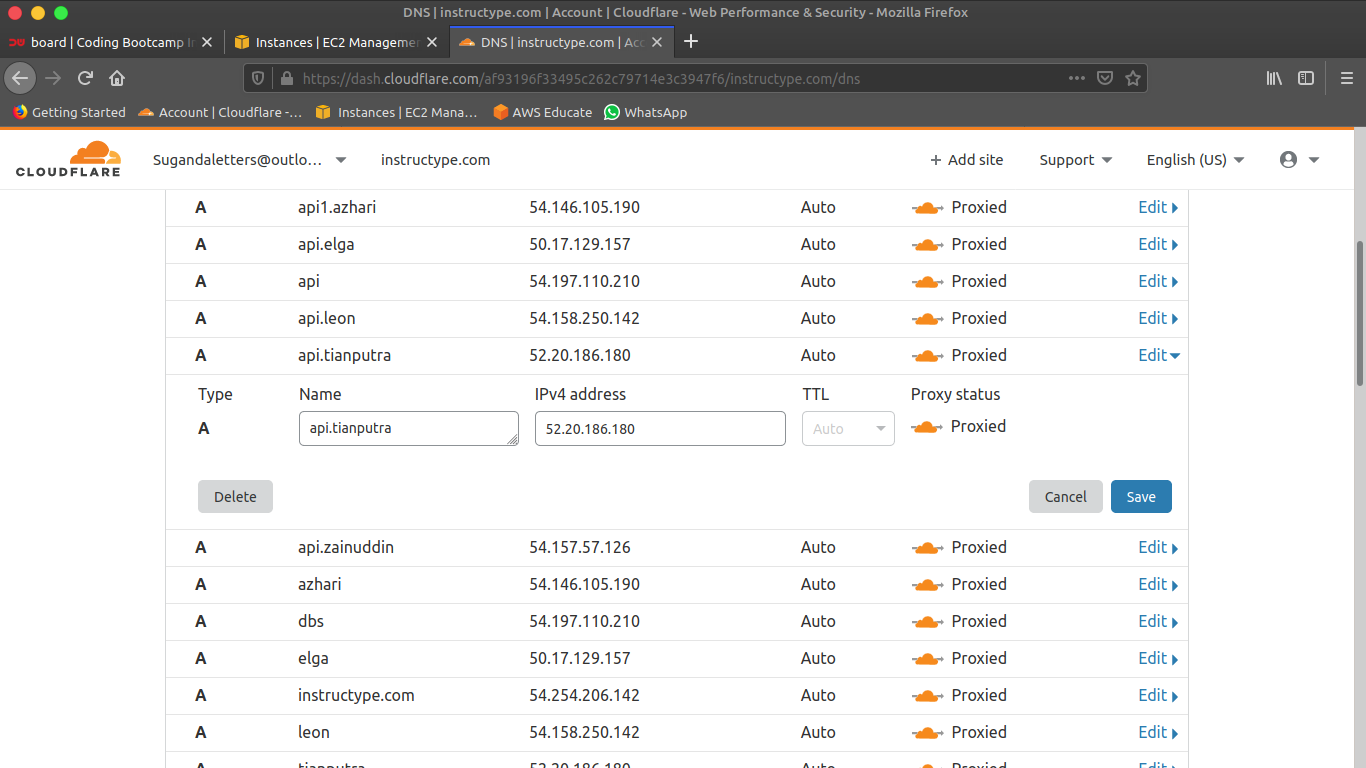 DNS | instructype.com | Account | Cloudflare - Web Performance & Security - Mozilla Firefox
board | Coding Bootcamp Instances | EC2 Managemen DNS | instructype.com | Acc
https://dash.cloudflare.com/af93196f33495c262c79714e3c3947f6/instructype.com/dns
Getting Started Account | Cloudflare -... Instances | EC2 Mana... AWS Educate WhatsApp
CLOUDFLARE Sugandaletters@outlo... instructype.com + Add site Support English (US)
A api1.azhari 54.146.105.190 Auto Proxied Edit
A api.elga 50.17.129.157 Auto Proxied Edit
A api 54.197.110.210 Auto Proxied Edit
A api.leon 54.158.250.142 Auto Proxied Edit
A api.tianputra 52.20.186.180 Auto Proxied Edit
Type Name IPv4 address TTL Proxy status
A api.tianputra 52.20.186.180 Auto Proxied
Delete Cancel Save
A api.zainuddin 54.157.57.126 Auto Proxied Edit
A azhari 54.146.105.190 Auto Proxied Edit
A dbs 54.197.110.210 Auto Proxied Edit
A elga 50.17.129.157 Auto Proxied Edit
A instructype.com 54.254.206.142 Auto Proxied Edit
A leon 54.158.250.142 Auto Proxied Edit
A tianputra 52.20.186.180 Auto Proxied Edit